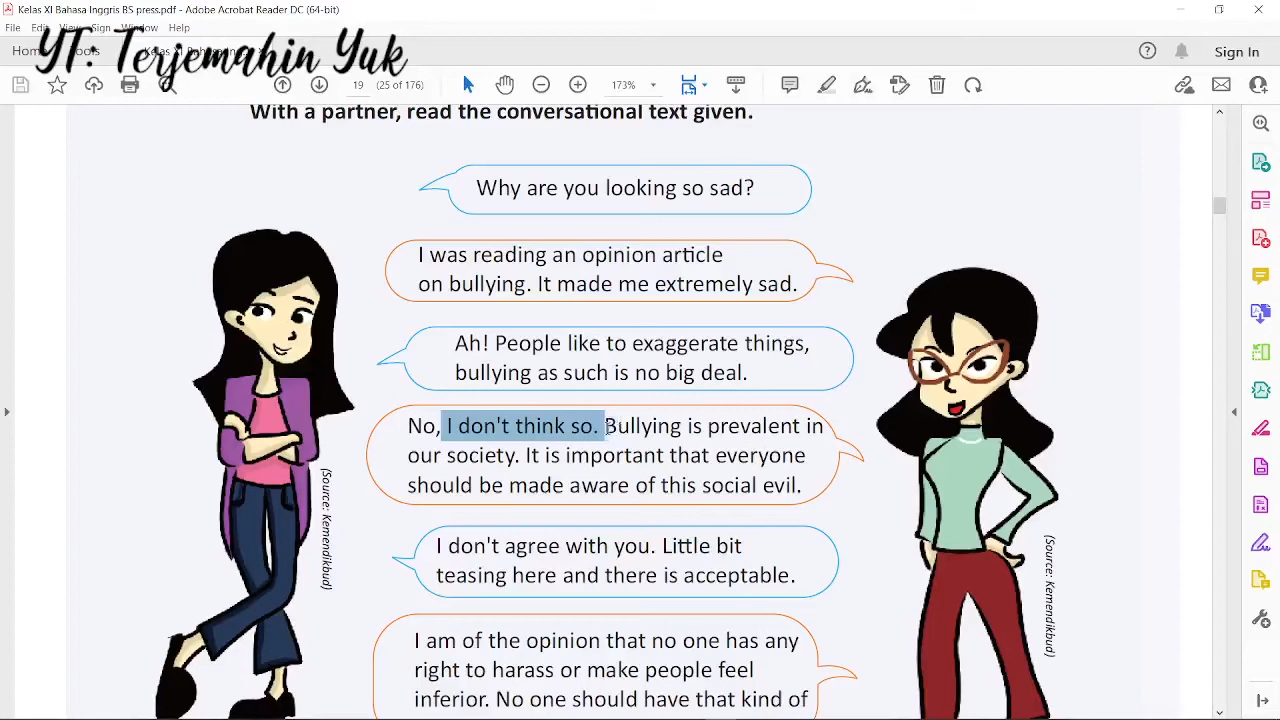 Kelas XI Bahasa Inggris BS press.pdf - Adobe Acrobat Reader DC (64-bit)
File Edit View Sign Window Help
YT: Terjemahin Yuk
Home Tools
Sign In
19 (25 of 176)
173%
With a partner, read the conversational text given.
Why are you looking so sad?
I was reading an opinion article
on bullying. It made me extremely sad.
Ah! People like to exaggerate things,
bullying as such is no big deal.
No, I don't think so. Bullying is prevalent in
our society. It is important that everyone
should be made aware of this social evil.
(Source: Kemendikbud)
I don't agree with you. Little bit
teasing here and there is acceptable.
(Source: Kemendikbud)
I am of the opinion that no one has any
right to harass or make people feel
inferior. No one should have that kind of